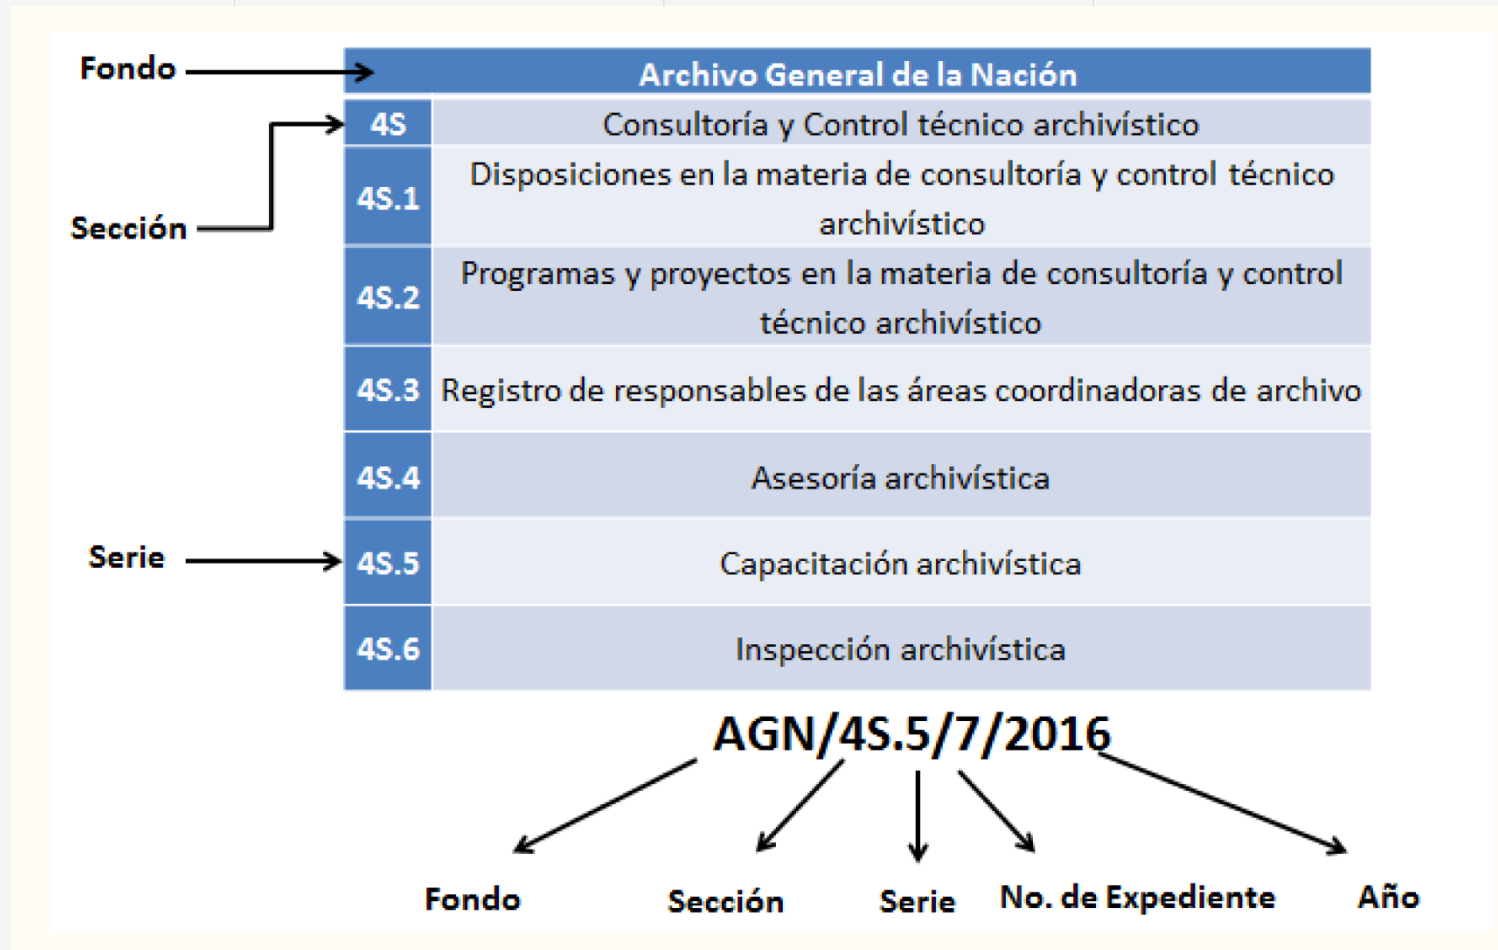 Fondo
Archivo General de la Nación
4S
Consultoría y Control técnico archivístico
Sección
4S.1
Disposiciones en la materia de consultoría y control técnico
archivístico
4S.2
Programas y proyectos en la materia de consultoría y control
técnico archivístico
4S.3
Registro de responsables de las áreas coordinadoras de archivo
4S.4
Asesoría archivística
Serie
4S.5
Capacitación archivística
4S.6
Inspección archivística
AGN/4S.5/7/2016
Fondo
Sección
Serie
No. de Expediente
Año